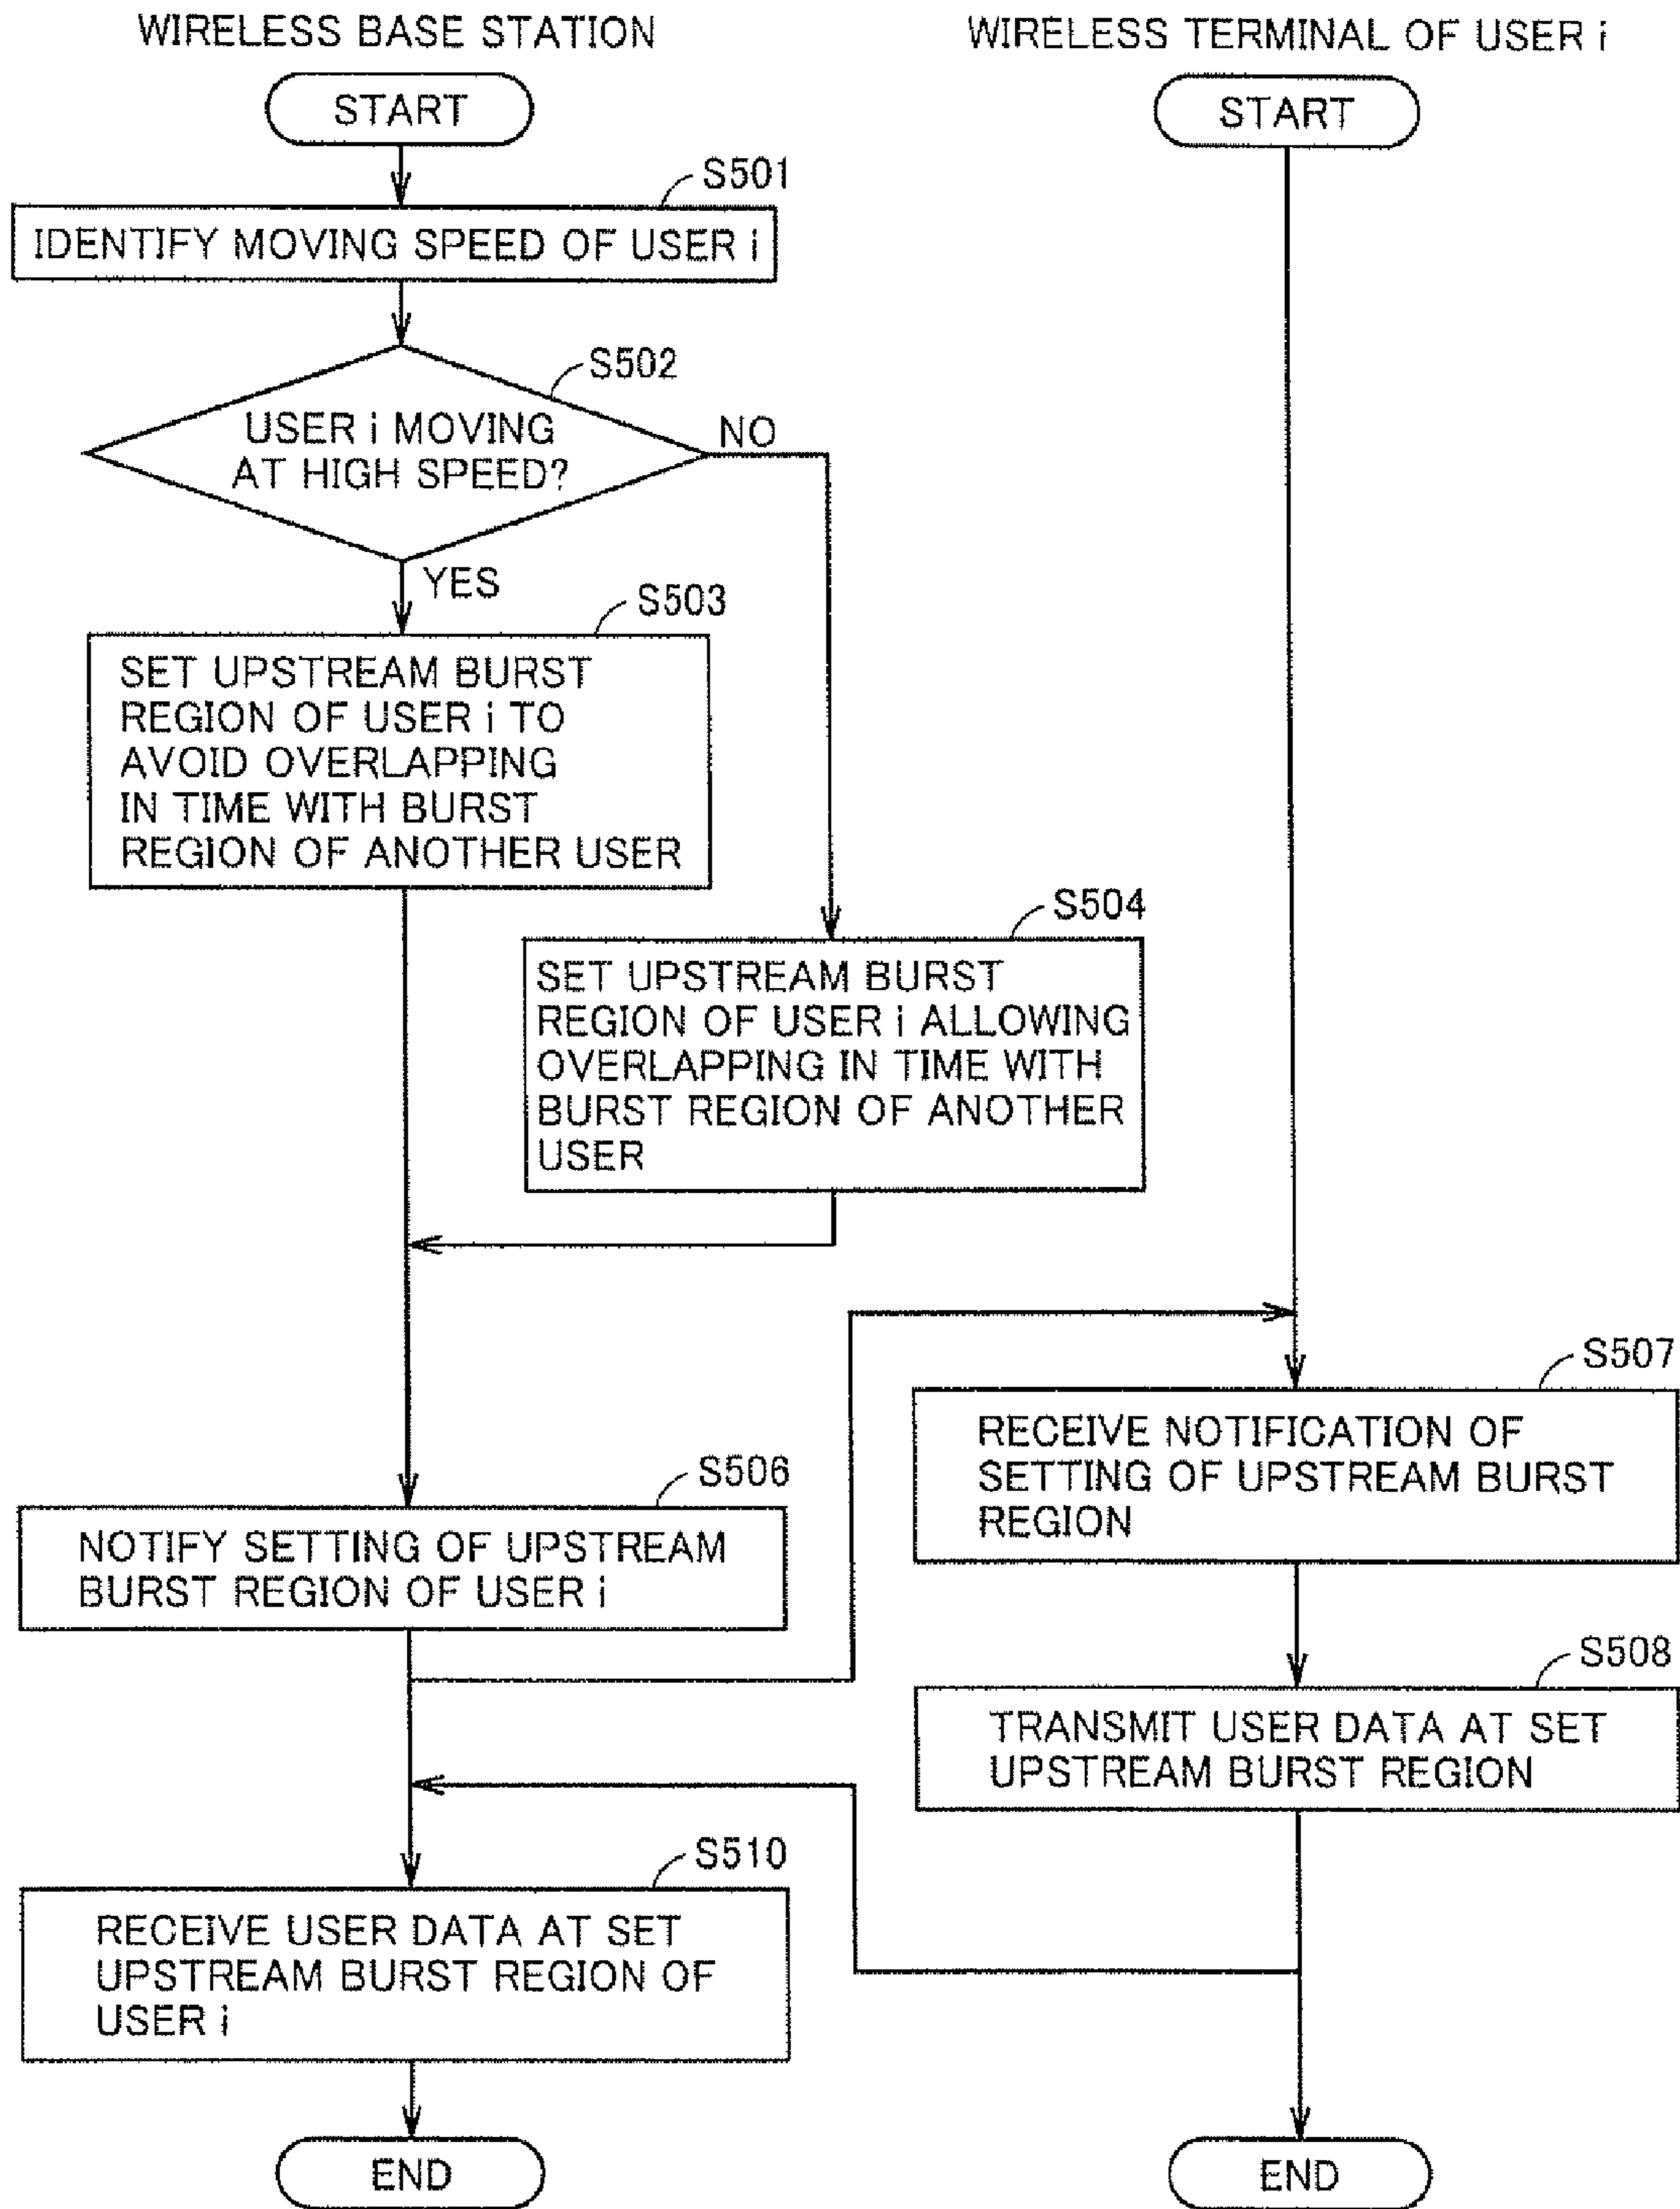 WIRELESS BASE STATION
WIRELESS TERMINAL OF USER i
START
START
S501
IDENTIFY MOVING SPEED OF USER i
S502
USER i MOVING
AT HIGH SPEED?
NO
YES
S503
SET UPSTREAM BURST
REGION OF USER i TO
AVOID OVERLAPPING
IN TIME WITH BURST
REGION OF ANOTHER USER
S504
SET UPSTREAM BURST
REGION OF USER i ALLOWING
OVERLAPPING IN TIME WITH
BURST REGION OF ANOTHER
USER
S507
RECEIVE NOTIFICATION OF
SETTING OF UPSTREAM BURST
REGION
S506
NOTIFY SETTING OF UPSTREAM
BURST REGION OF USER i
S508
TRANSMIT USER DATA AT SET
UPSTREAM BURST REGION
S510
RECEIVE USER DATA AT SET
UPSTREAM BURST REGION OF
USER i
END
END